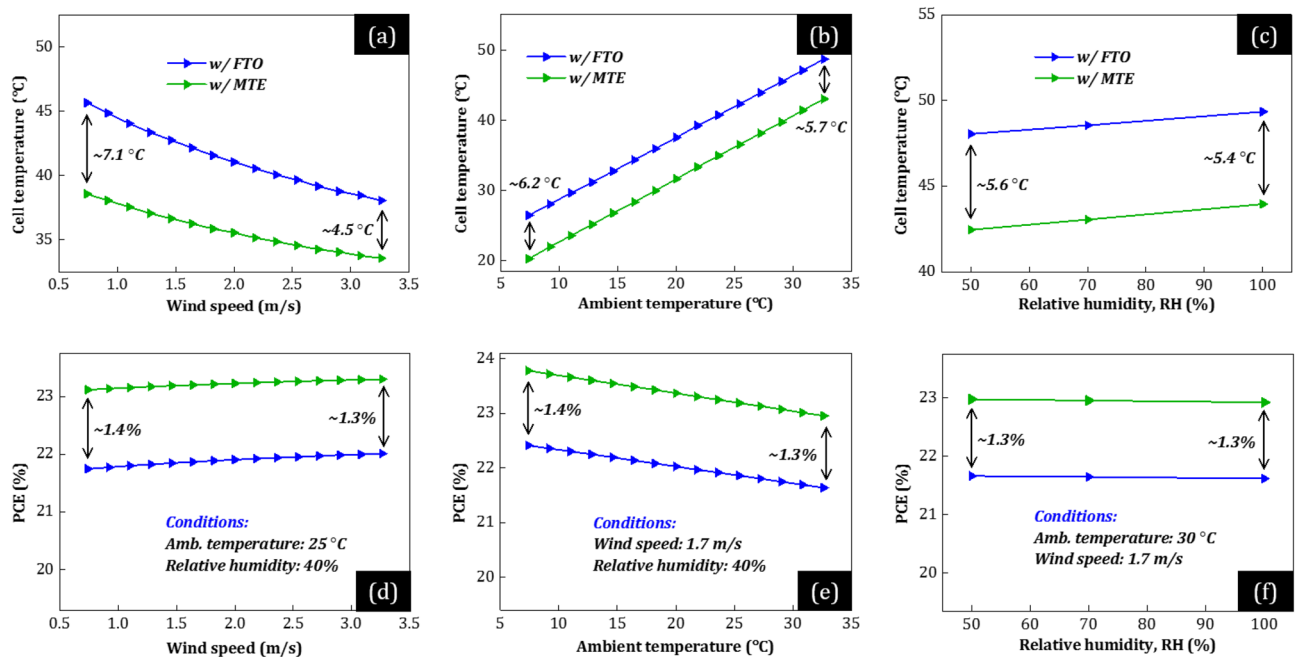 (a)
w/ FTO
w/ MTE
~7.1 °C
~4.5 °C
50
45
40
35
0.5
1.0
1.5
2.0
2.5
3.0
3.5
Cell temperature (°C)
Wind speed (m/s)
(b)
w/ FTO
w/ MTE
~6.2 °C
~5.7 °C
50
40
30
20
5
10
15
20
25
30
35
Cell temperature (°C)
Ambient temperature (°C)
(c)
w/ FTO
w/ MTE
~5.6 °C
~5.4 °C
55
50
45
40
50
60
70
80
90
100
Cell temperature (°C)
Relative humidity, RH (%)
23
22
21
20
~1.4%
~1.3%
Conditions:
Amb. temperature: 25 °C
Relative humidity: 40%
(d)
0.5
1.0
1.5
2.0
2.5
3.0
3.5
PCE (%)
Wind speed (m/s)
24
23
22
21
20
~1.4%
~1.3%
Conditions:
Wind speed: 1.7 m/s
Relative humidity: 40%
(e)
5
10
15
20
25
30
35
PCE (%)
Ambient temperature (°C)
23
22
21
20
~1.3%
~1.3%
Conditions:
Amb. temperature: 30 °C
Wind speed: 1.7 m/s
(f)
50
60
70
80
90
100
PCE (%)
Relative humidity, RH (%)